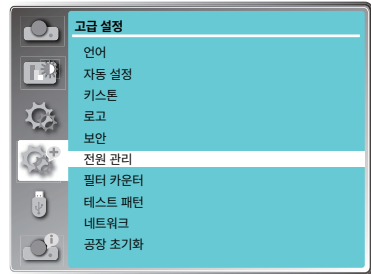 고급 설정
언어
자동 설정
키스톤
로고
보안
전원 관리
필터 카운터
테스트 패턴
네트워크
공장 초기화